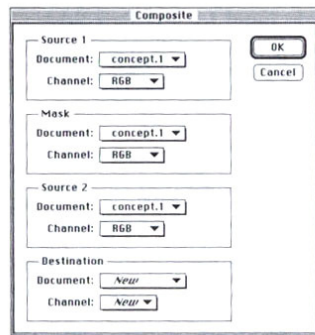 Composite
Source 1
Document: concept.1
Channel: RGB
OK
Cancel
Mask
Document: concept.1
Channel: RGB
Source 2
Document: concept.1
Channel: RGB
Destination
Document: New
Channel: New